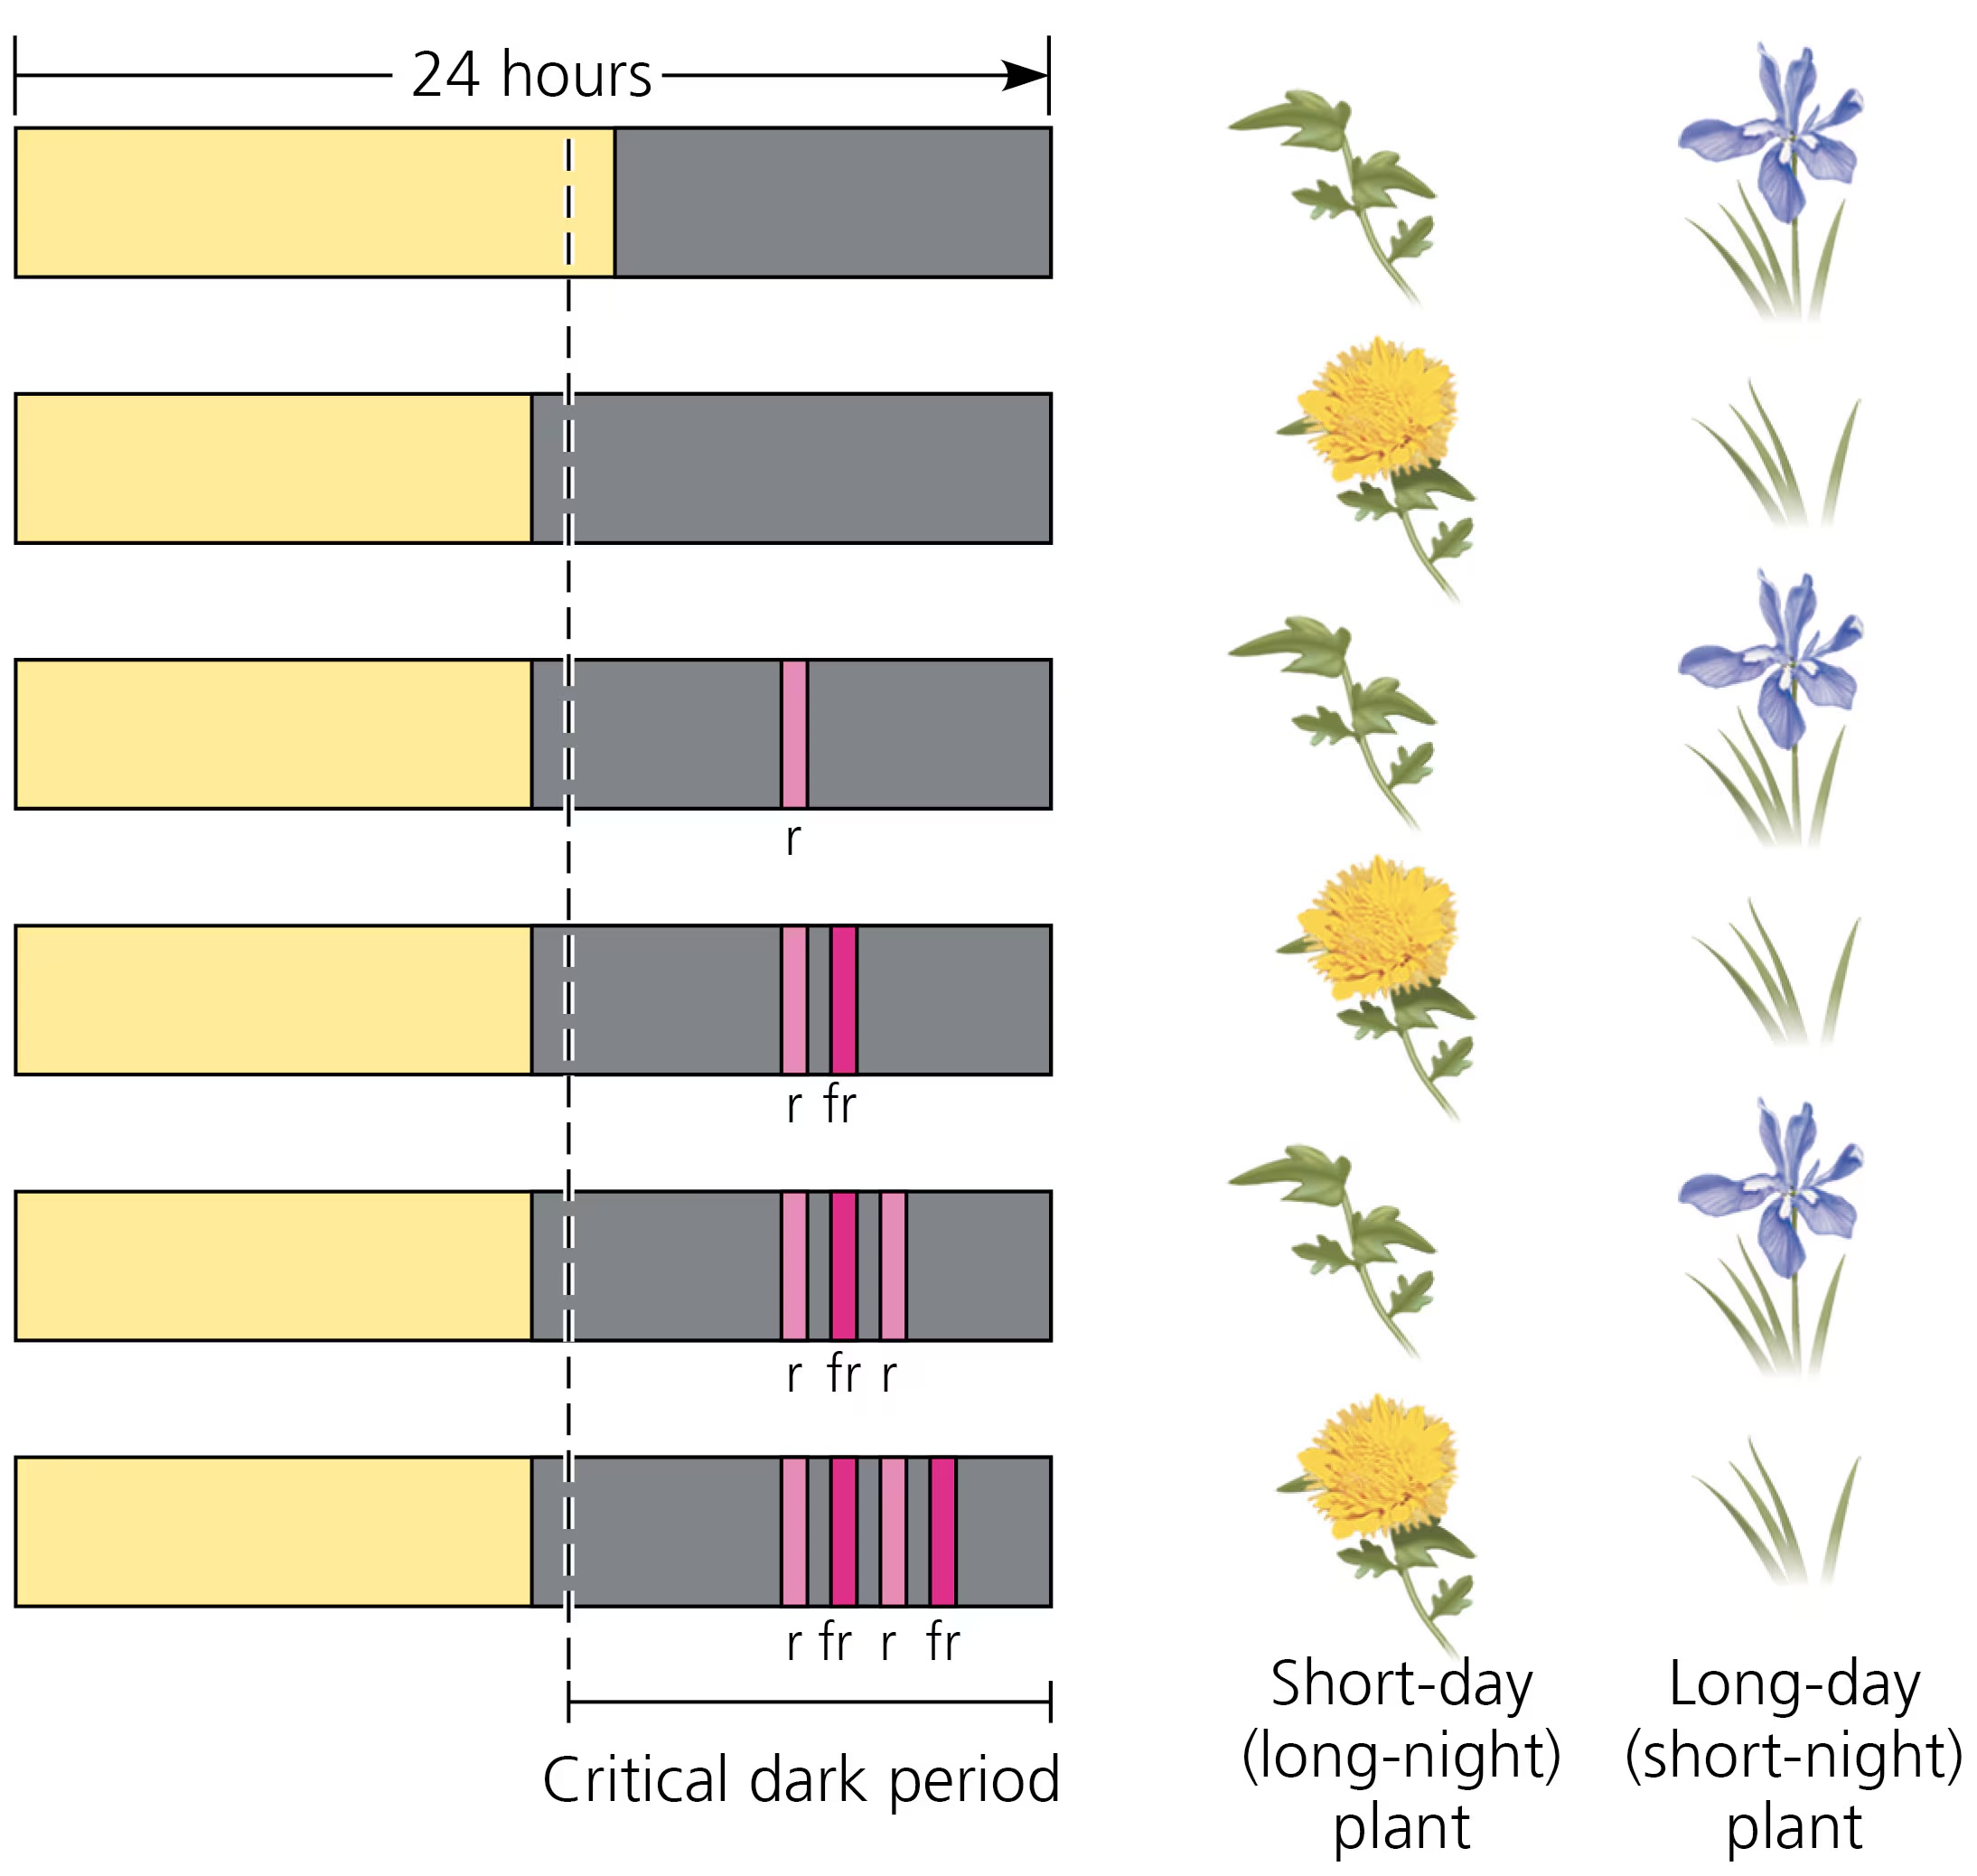 24 hours
r
r fr
r fr r
r fr r fr
Critical dark period
Short-day
(long-night)
plant
Long-day
(short-night)
plant